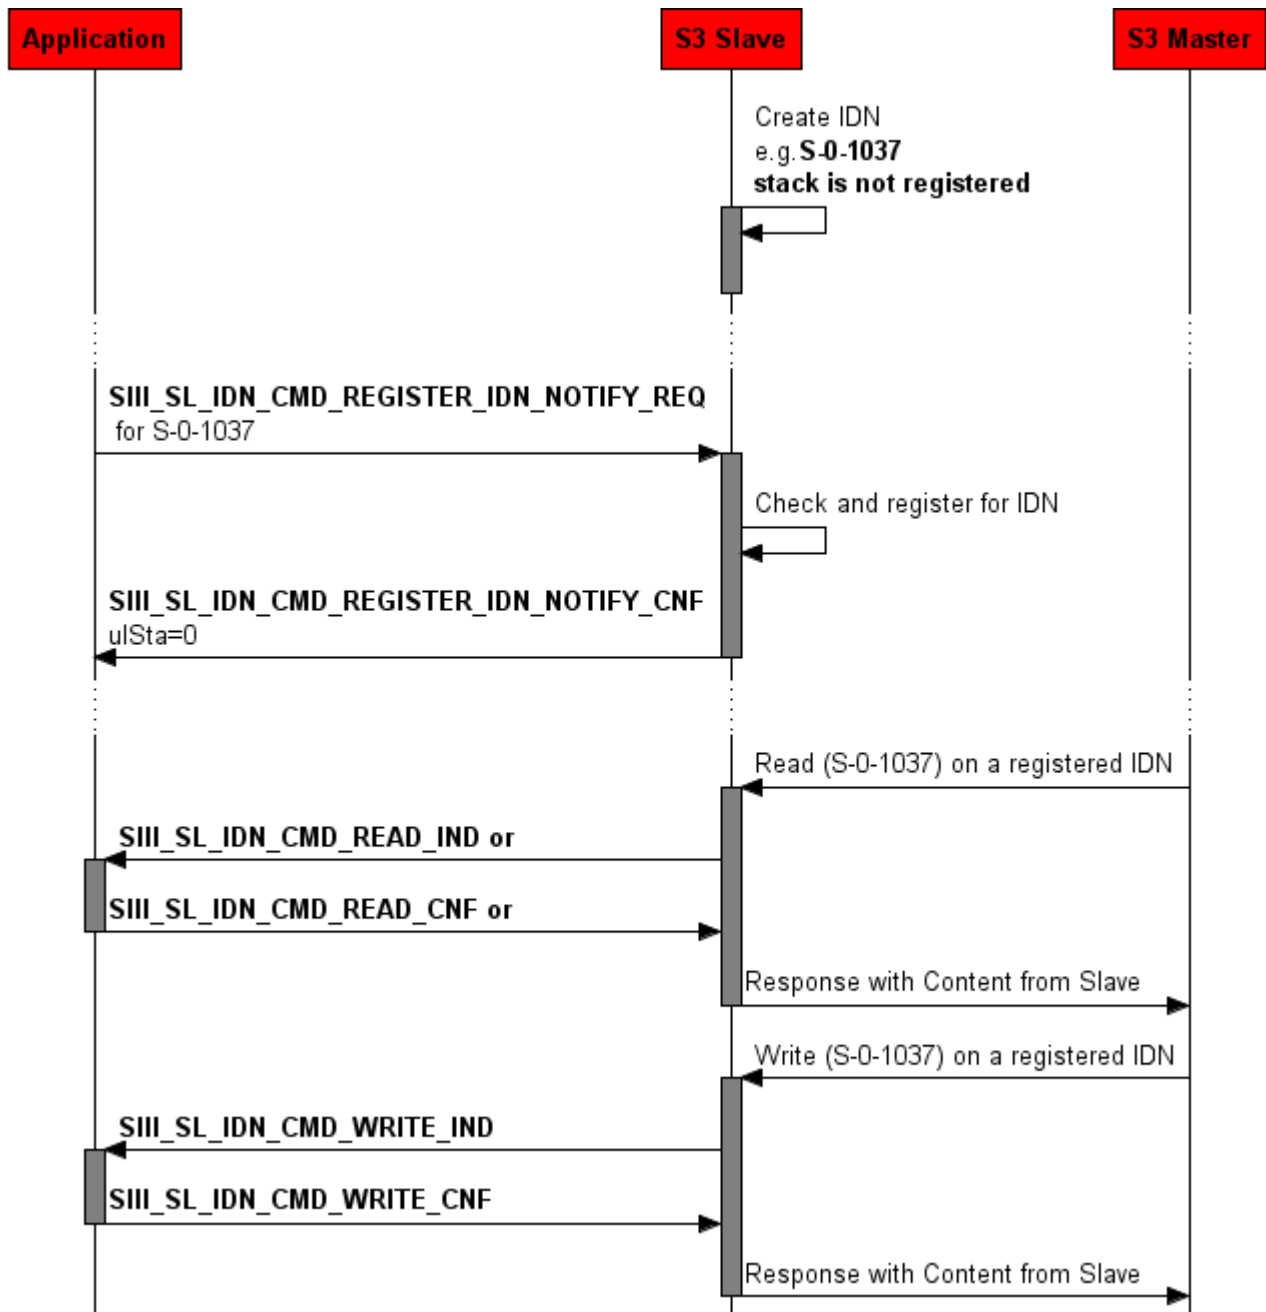 Application
S3 Slave
S3 Master
Create IDN
e.g. S-0-1037
stack is not registered
SIII_SL_IDN_CMD_REGISTER_IDN_NOTIFY_REQ
for S-0-1037
Check and register for IDN
SIII_SL_IDN_CMD_REGISTER_IDN_NOTIFY_CNF
ulSta=0
Read (S-0-1037) on a registered IDN
SIII_SL_IDN_CMD_READ_IND or
SIII_SL_IDN_CMD_READ_CNF or
Response with Content from Slave
Write (S-0-1037) on a registered IDN
SIII_SL_IDN_CMD_WRITE_IND
SIII_SL_IDN_CMD_WRITE_CNF
Response with Content from Slave